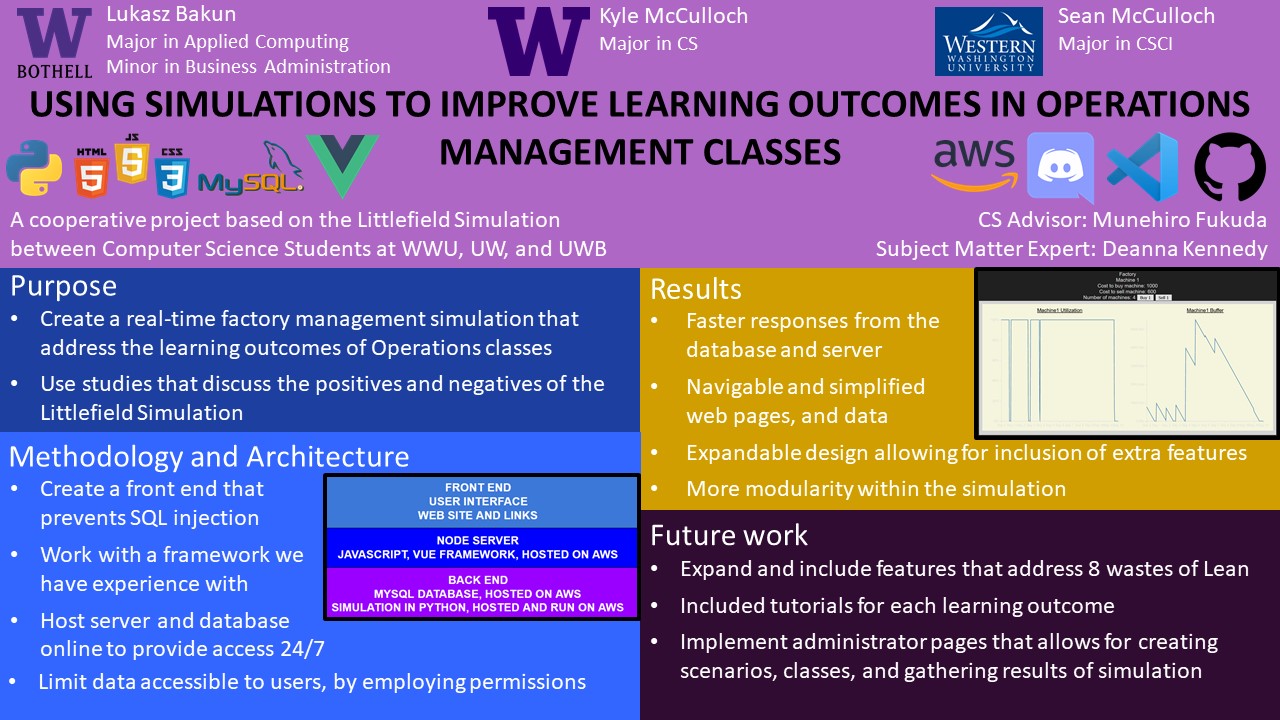 W
BOTHELL
Lukasz Bakun
Major in Applied Computing
Minor in Business Administration
W
Kyle McCulloch
Major in CS
WESTERN
WASHINGTON
UNIVERSITY
Sean McCulloch
Major in CSCI
USING SIMULATIONS TO IMPROVE LEARNING OUTCOMES IN OPERATIONS
MANAGEMENT CLASSES
HTML
5
JS
5
CSS
3
MySQL
aws
A cooperative project based on the Littlefield Simulation
between Computer Science Students at WWU, UW, and UWB
CS Advisor: Munehiro Fukuda
Subject Matter Expert: Deanna Kennedy
Purpose
• Create a real-time factory management simulation that
address the learning outcomes of Operations classes
• Use studies that discuss the positives and negatives of the
Littlefield Simulation
Methodology and Architecture
• Create a front end that
prevents SQL injection
• Work with a framework we
have experience with
• Host server and database
online to provide access 24/7
• Limit data accessible to users, by employing permissions
FRONT END
USER INTERFACE
WEB SITE AND LINKS
NODE SERVER
JAVASCRIPT, VUE FRAMEWORK, HOSTED ON AWS
BACK END
MYSQL DATABASE, HOSTED ON AWS
SIMULATION IN PYTHON, HOSTED AND RUN ON AWS
Results
• Faster responses from the
database and server
• Navigable and simplified
web pages, and data
• Expandable design allowing for inclusion of extra features
• More modularity within the simulation
Factory
Machine 1
Cost to buy machine: 1000
Cost to sell machine: 600
Number of machines: 4 Buy 1 Sell 1
Machine1 Utilization
Machine1 Buffer
Future work
• Expand and include features that address 8 wastes of Lean
• Included tutorials for each learning outcome
• Implement administrator pages that allows for creating
scenarios, classes, and gathering results of simulation